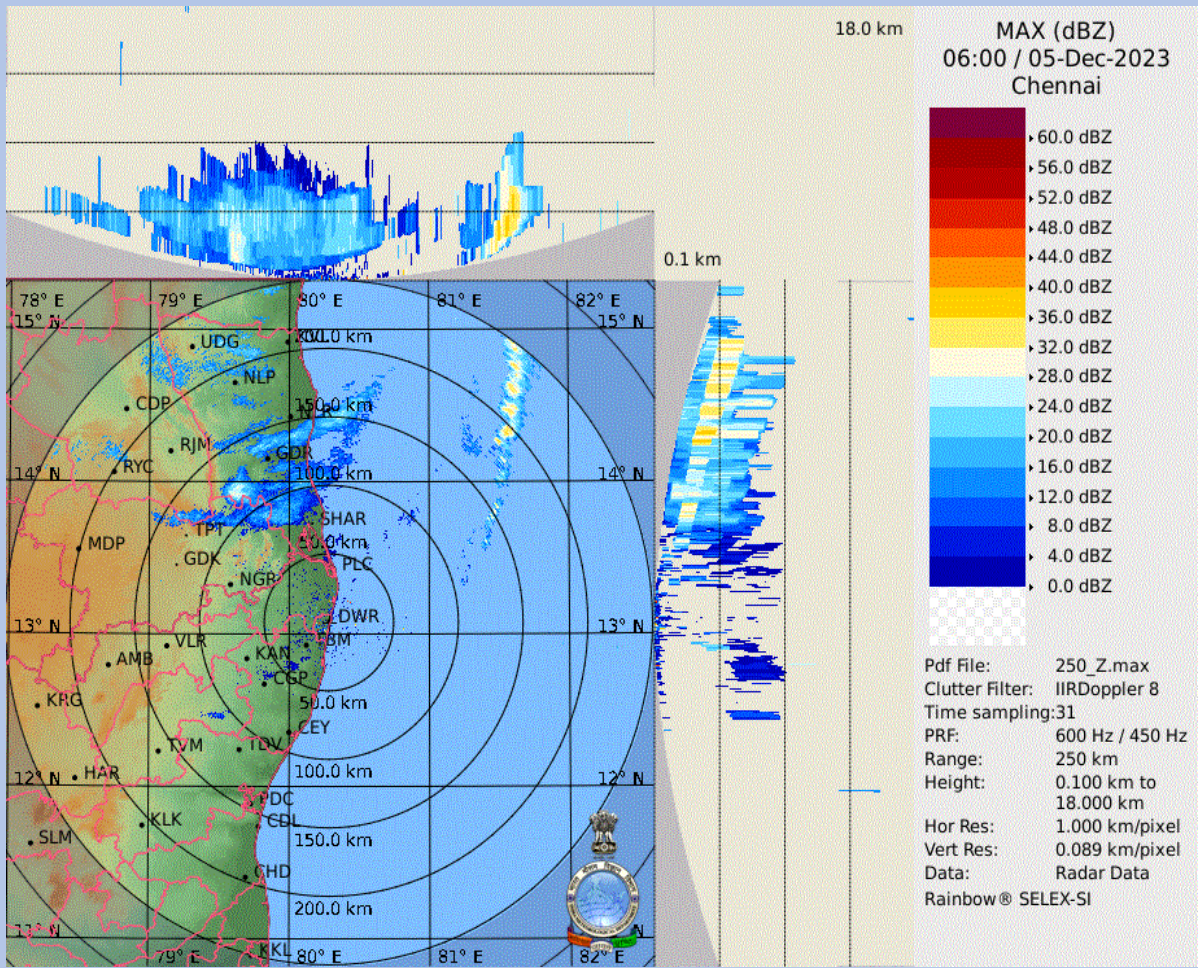 18.0 km
0.1 km
MAX (dBZ)
06:00 / 05-Dec-2023
Chennai
60.0 dBZ
56.0 dBZ
52.0 dBZ
48.0 dBZ
44.0 dBZ
40.0 dBZ
36.0 dBZ
32.0 dBZ
28.0 dBZ
24.0 dBZ
20.0 dBZ
16.0 dBZ
12.0 dBZ
8.0 dBZ
4.0 dBZ
0.0 dBZ
Pdf File: 250_Z.max
Clutter Filter: IIRDoppler 8
Time sampling:31
PRF: 600 Hz / 450 Hz
Range: 250 km
Height: 0.100 km to
18.000 km
Hor Res: 1.000 km/pixel
Vert Res: 0.089 km/pixel
Data: Radar Data
Rainbow® SELEX-SI
78° E 79° E 80° E 81° E 82° E
15° N 15° N
UDG
NLP
150.0 km
CDP
RJM
GDR
RYC
100.0 km
14° N 14° N
SHAR
TPT
50.0 km
MDP
GDK
PLC
NGR
DWR
13° N 13° N
VLR
KAN
AMB
CGP
KRG
50.0 km
CEY
TVM
TDV
HAR
100.0 km
12° N 12° N
PDC
KLK
CDL
SLM
150.0 km
CHD
200.0 km
11° N 11° N
KKL
79° E 80° E 81° E 82° E